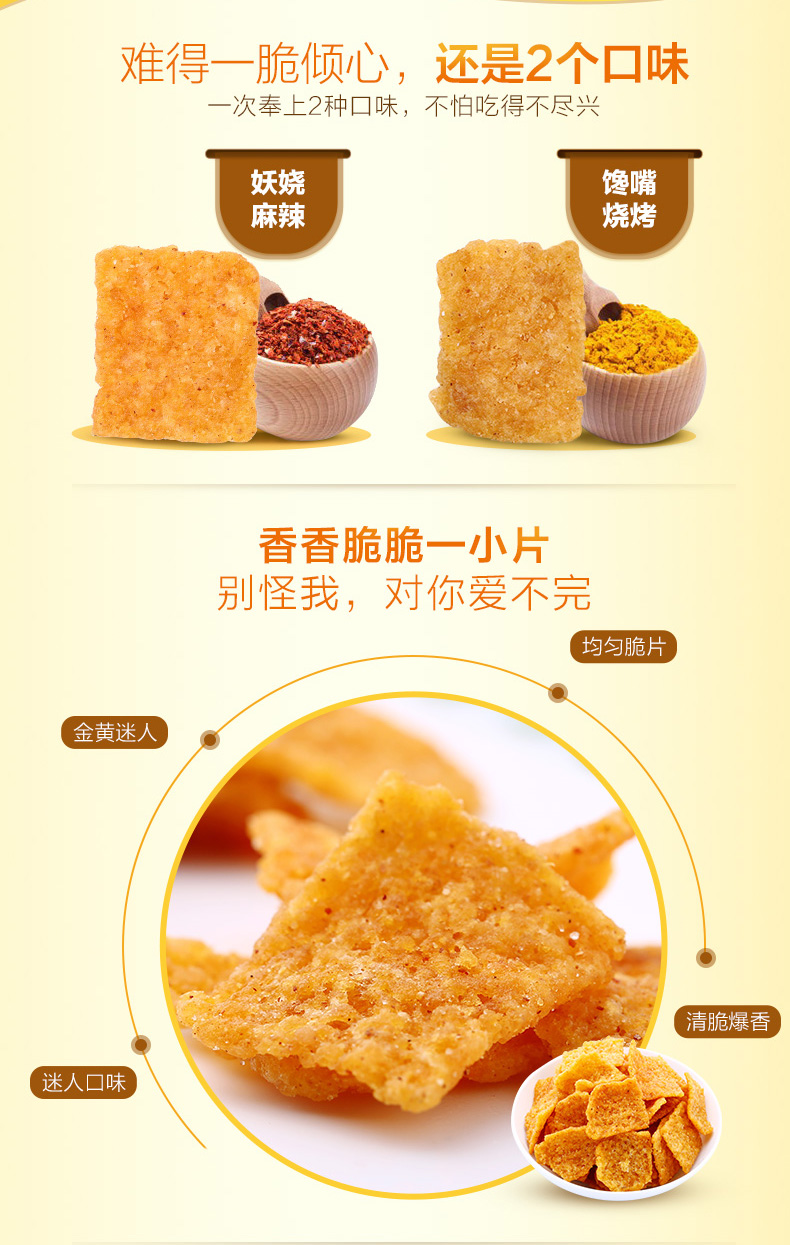 难得一脆倾心，还是2个口味
一次奉上2种口味，不怕吃得不尽兴
妖娆
麻辣
馋嘴
烧烤
香香脆脆一小片
别怪我，对你爱不完
均匀脆片
金黄迷人
清脆爆香
迷人口味